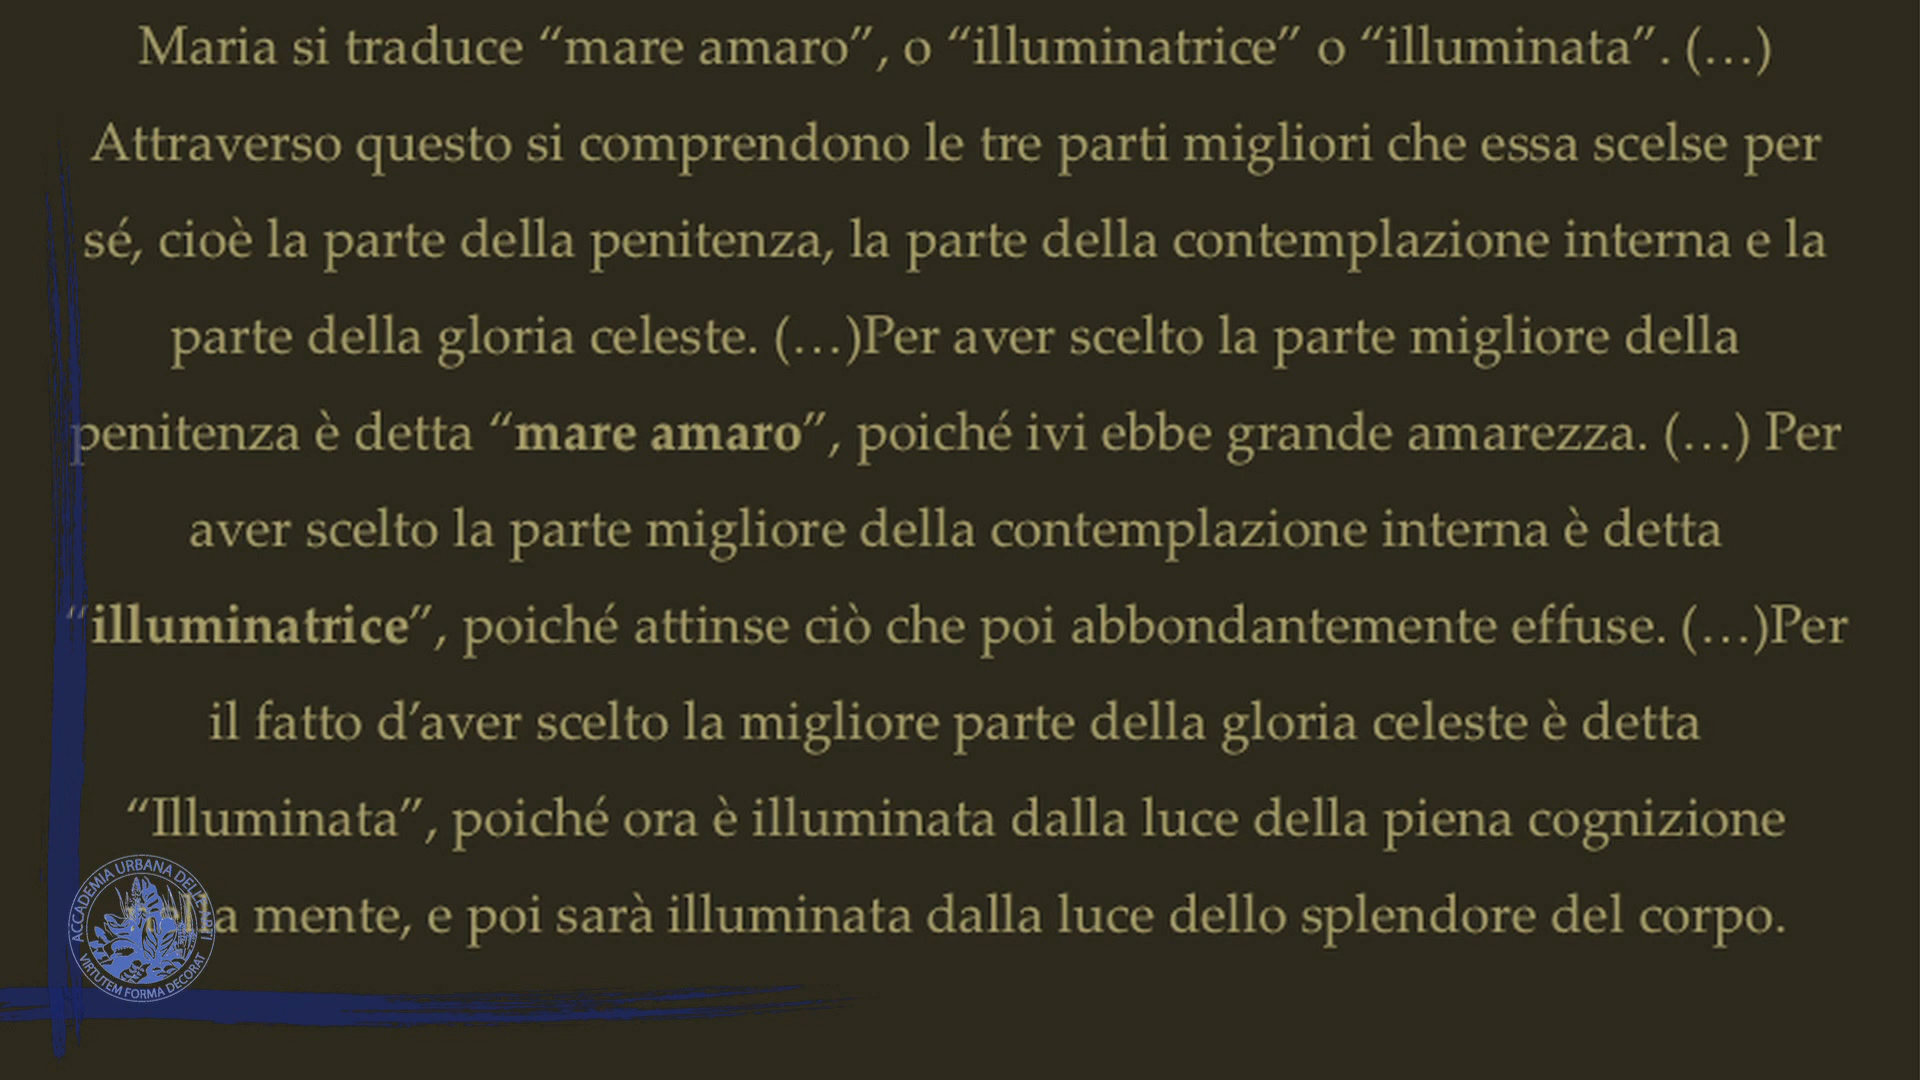 Maria si traduce “mare amaro”, o “illuminatrice” o “illuminata”. (…)
Attraverso questo si comprendono le tre parti migliori che essa scelse per
sé, cioè la parte della penitenza, la parte della contemplazione interna e la
parte della gloria celeste. (…)Per aver scelto la parte migliore della
penitenza è detta “mare amaro”, poiché ivi ebbe grande amarezza. (…) Per
aver scelto la parte migliore della contemplazione interna è detta
“illuminatrice”, poiché attinse ciò che poi abbondantemente effuse. (…)Per
il fatto d’aver scelto la migliore parte della gloria celeste è detta
“Illuminata”, poiché ora è illuminata dalla luce della piena cognizione
mente, e poi sarà illuminata dalla luce dello splendore del corpo.
ACCADEMIA URBANA DELLE ARTI
VIRTUTEM FORMA DECORAT